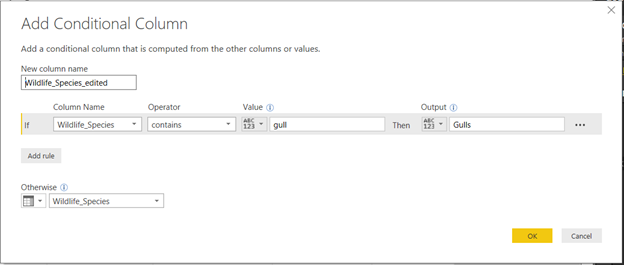 Add Conditional Column
Add a conditional column that is computed from the other columns or values.
New column name
Wildlife_Species_edited
Column Name Operator Value Output
If Wildlife_Species contains ABC 123 gull Then ABC 123 Gulls ...
Add rule
Otherwise
Wildlife_Species
OK Cancel